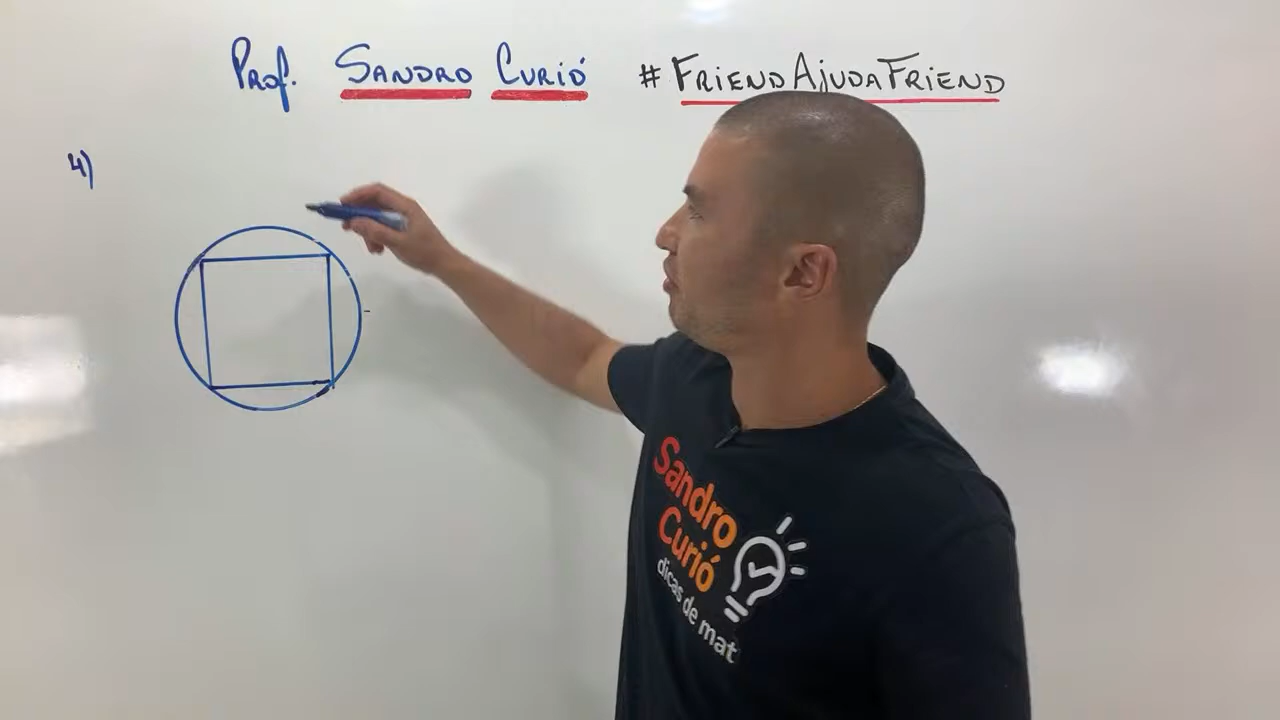 Prof. Sandro Curió #FriendAjudaFriend
4)
Sandro
Curió
dicas de mat